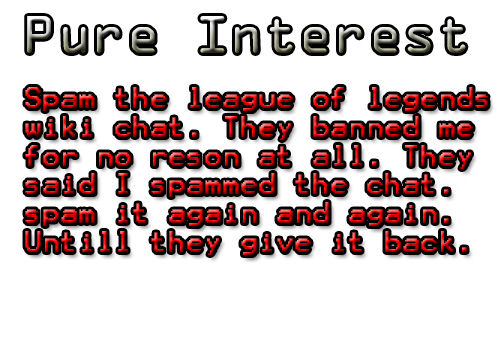 Pure Interest
Spam the league of legends
wiki chat. They banned me
for no reson at all. They
said I spammed the chat.
spam it again and again.
Untill they give it back.